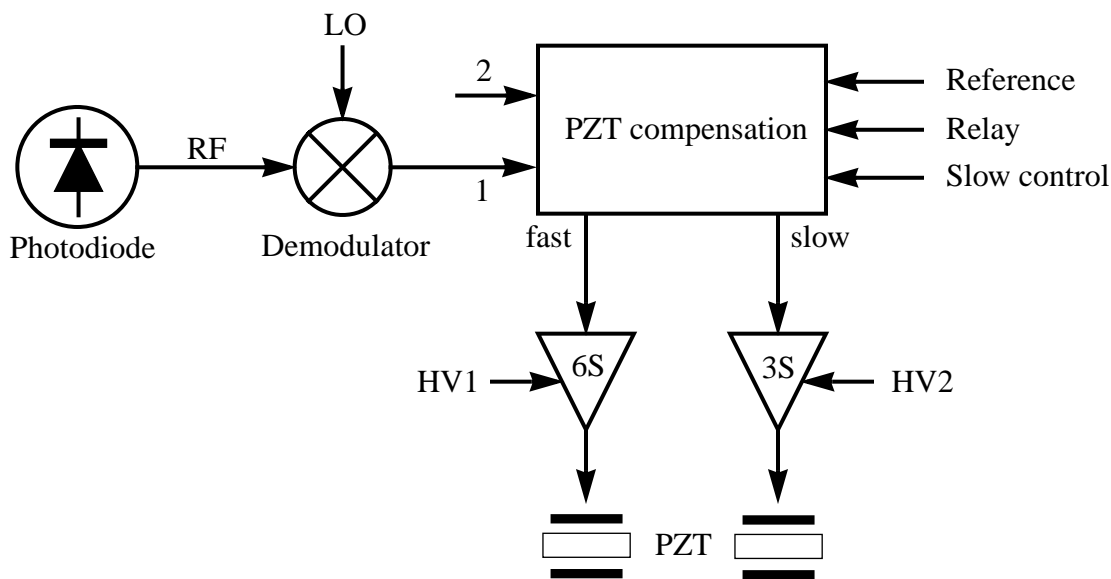 LO
2
Reference
PZT compensation
Relay
RF
1
Slow control
Photodiode
Demodulator
fast
slow
6S
3S
HV1
HV2
PZT